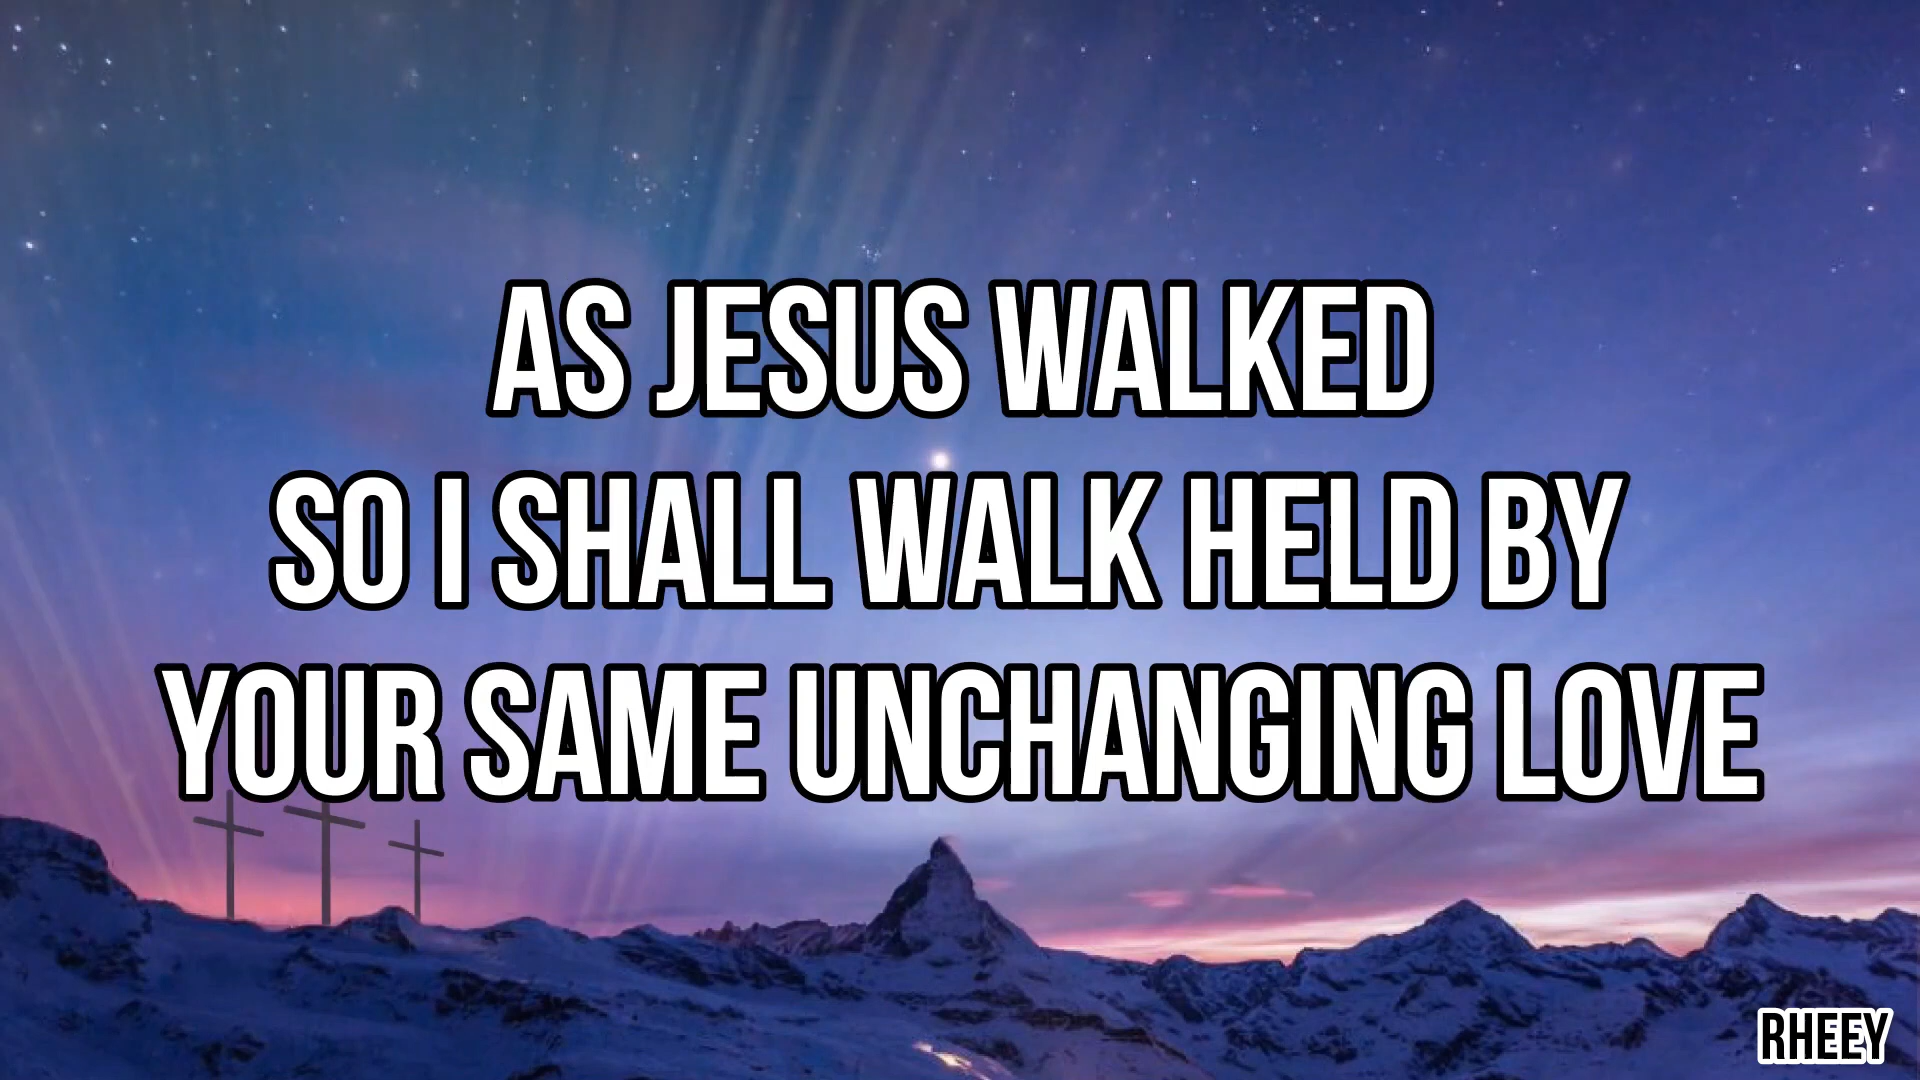 AS JESUS WALKED
SO I SHALL WALK HELD BY
YOUR SAME UNCHANGING LOVE
RHEEY